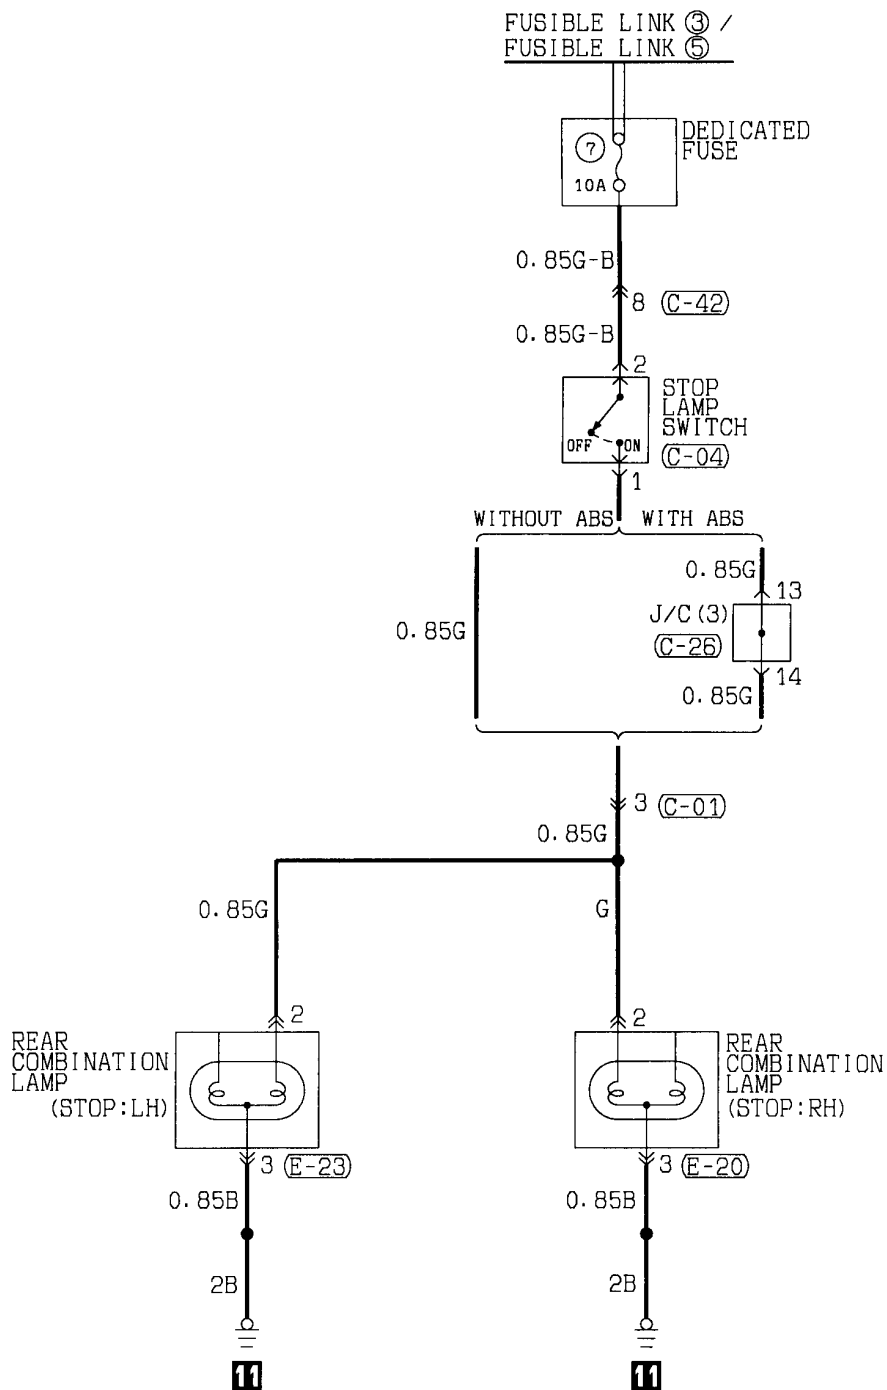 FUSIBLE LINK ③ /
FUSIBLE LINK ⑤
DEDICATED
FUSE
⑦
10A
0.85G-B
8 (C-42)
0.85G-B
2
STOP
LAMP
SWITCH
OFF ON
(C-04)
1
WITHOUT ABS WITH ABS
0.85G
13
J/C(3)
0.85G
(C-26)
14
0.85G
3 (C-01)
0.85G
0.85G
G
2
2
REAR
COMBINATION
LAMP
(STOP:LH)
REAR
COMBINATION
LAMP
(STOP:RH)
3 (E-23)
3 (E-20)
0.85B
0.85B
2B
2B
11
11